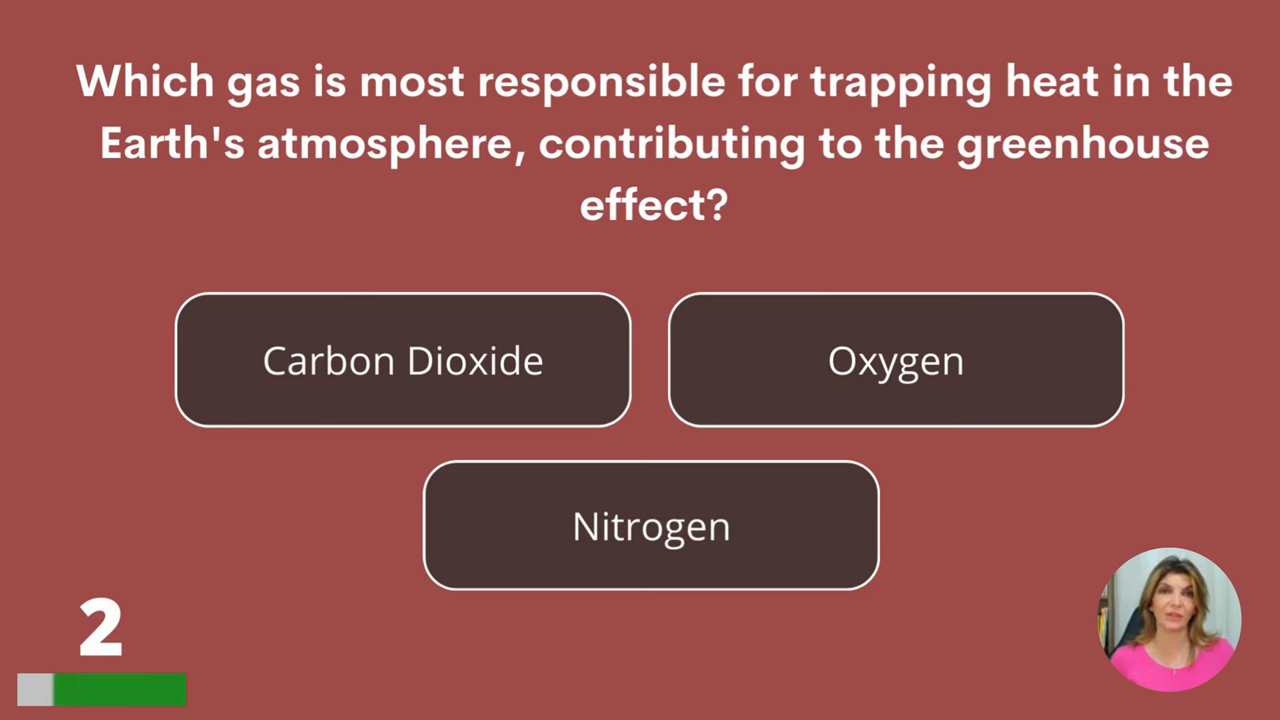 Which gas is most responsible for trapping heat in the
Earth's atmosphere, contributing to the greenhouse
effect?
Carbon Dioxide
Oxygen
Nitrogen
2